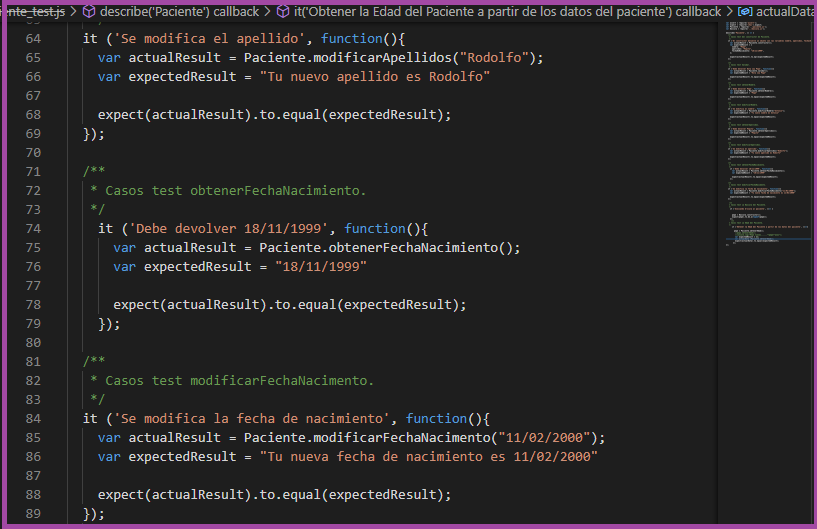 ente_test.js > describe('Paciente') callback > it('Obtener la Edad del Paciente a partir de los datos del paciente') callback > actualData
64 it ('Se modifica el apellido', function(){
65 var actualResult = Paciente.modificarApellidos("Rodolfo");
66 var expectedResult = "Tu nuevo apellido es Rodolfo"
67
68 expect(actualResult).to.equal(expectedResult);
69 });
70
71 /**
72 * Casos test obtenerFechaNacimiento.
73 */
74 it ('Debe devolver 18/11/1999', function(){
75 var actualResult = Paciente.obtenerFechaNacimiento();
76 var expectedResult = "18/11/1999"
77
78 expect(actualResult).to.equal(expectedResult);
79 });
80
81 /**
82 * Casos test modificarFechaNacimento.
83 */
84 it ('Se modifica la fecha de nacimiento', function(){
85 var actualResult = Paciente.modificarFechaNacimento("11/02/2000");
86 var expectedResult = "Tu nueva fecha de nacimiento es 11/02/2000"
87
88 expect(actualResult).to.equal(expectedResult);
89 });